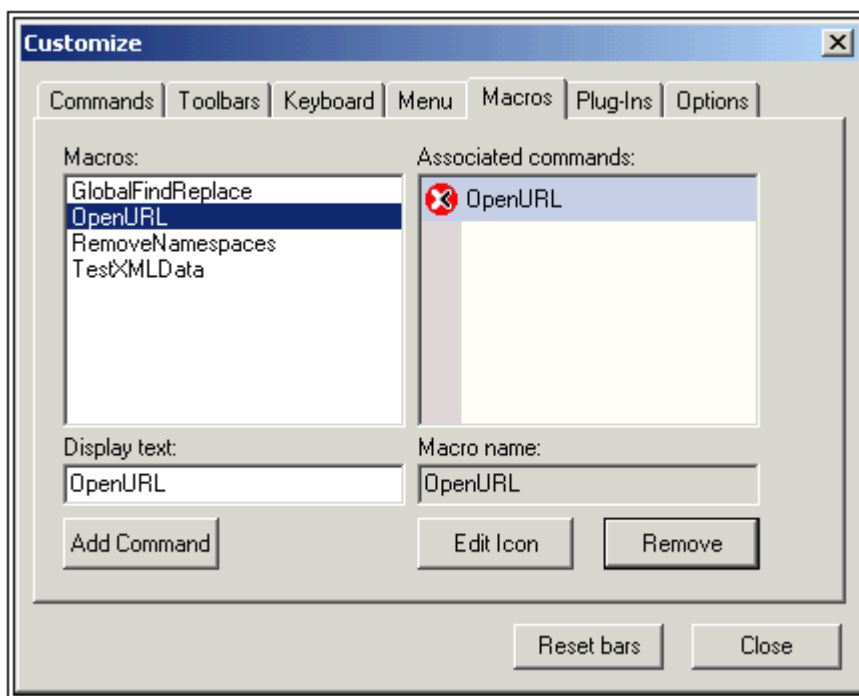 Customize
Commands Toolbars Keyboard Menu Macros Plug-Ins Options
Macros:
GlobalFindReplace
OpenURL
RemoveNamespaces
TestXMLData
Associated commands:
OpenURL
Display text:
OpenURL
Macro name:
OpenURL
Add Command
Edit Icon
Remove
Reset bars
Close